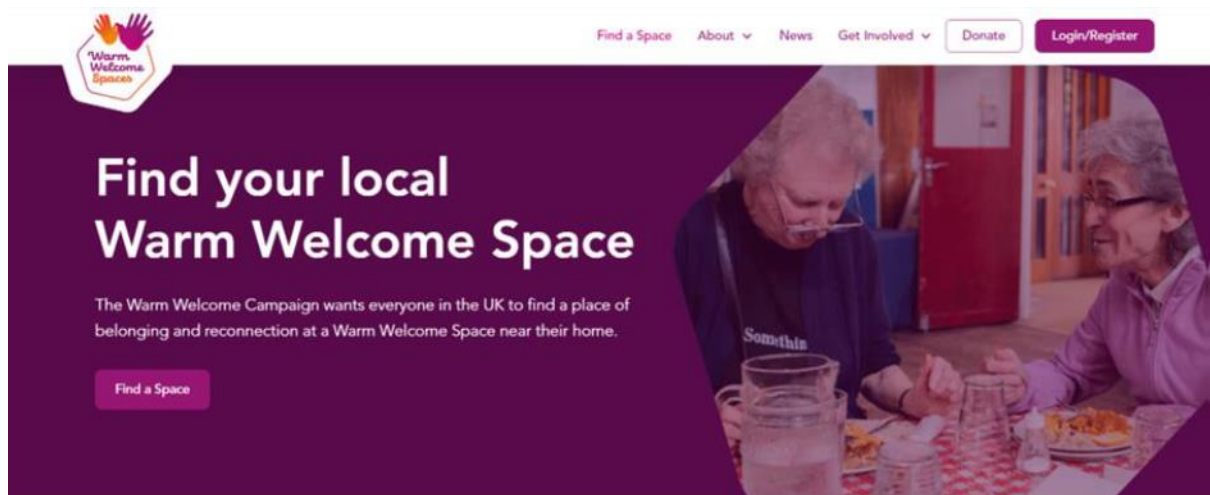 Warm
Welcome
Spaces
Find a Space
About
News
Get Involved
Donate
Login/Register
Find your local
Warm Welcome Space
The Warm Welcome Campaign wants everyone in the UK to find a place of
belonging and reconnection at a Warm Welcome Space near their home.
Find a Space
Somethin